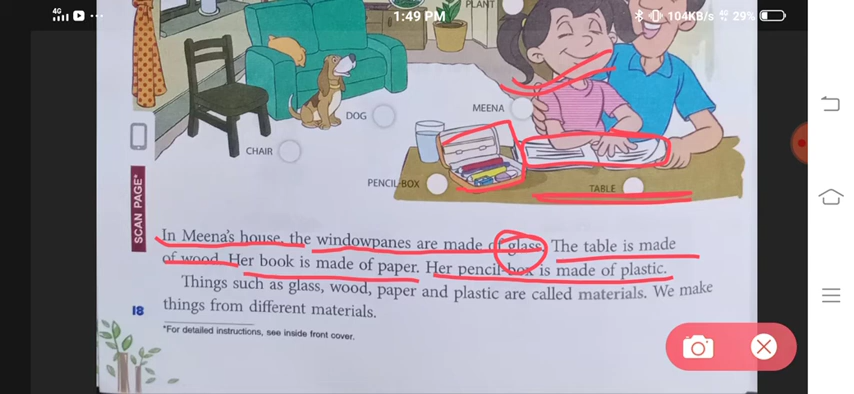 4G
1:49 PM
104KB/s 4G 29%
PLANT
MEENA
DOG
CHAIR
PENCIL-BOX
TABLE
SCAN PAGE*
In Meena's house, the windowpanes are made of glass. The table is made
of wood. Her book is made of paper. Her pencil-box is made of plastic.
Things such as glass, wood, paper and plastic are called materials. We make
things from different materials.
18
*For detailed instructions, see inside front cover.